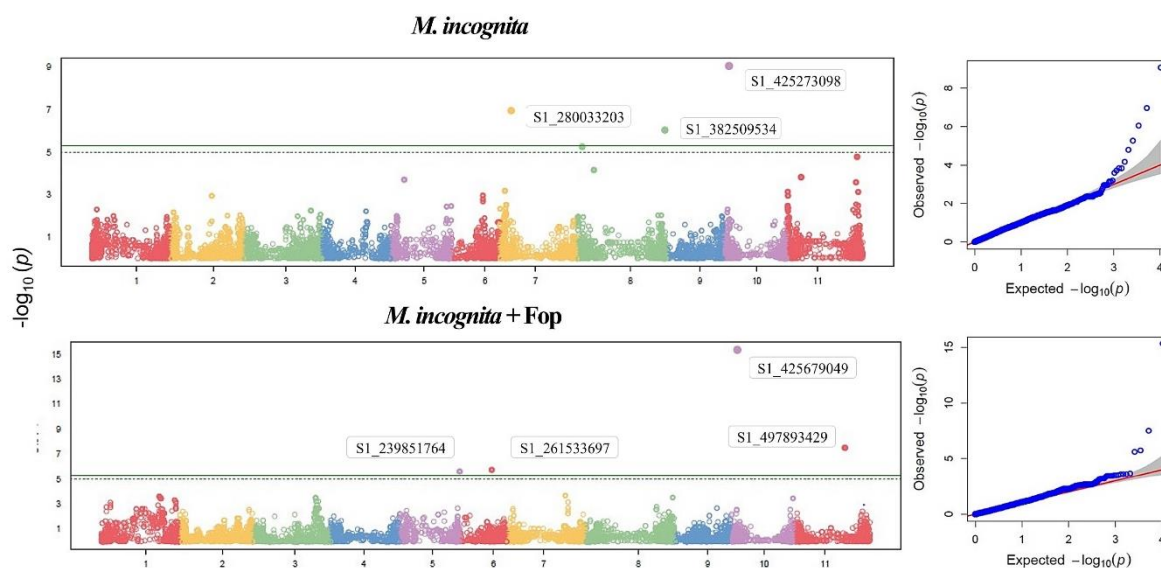 M. incognita
9
7
5
3
1
S1_425273098
S1_280033203
S1_382509534
1 2 3 4 5 6 7 8 9 10 11
Observed −log10(p)
8
6
4
2
0
0 1 2 3 4
Expected −log10(p)
-log10 (p)
M. incognita + Fop
15
13
11
9
7
5
3
1
S1_425679049
S1_239851764
S1_261533697
S1_497893429
1 2 3 4 5 6 7 8 9 10 11
Observed −log10(p)
15
10
5
0
0 1 2 3 4
Expected −log10(p)